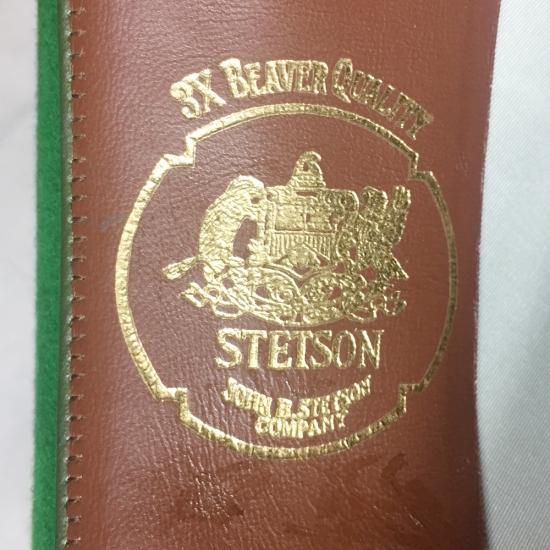 3X BEAVER QUALITY
STETSON
JOHN B. STETSON
COMPANY